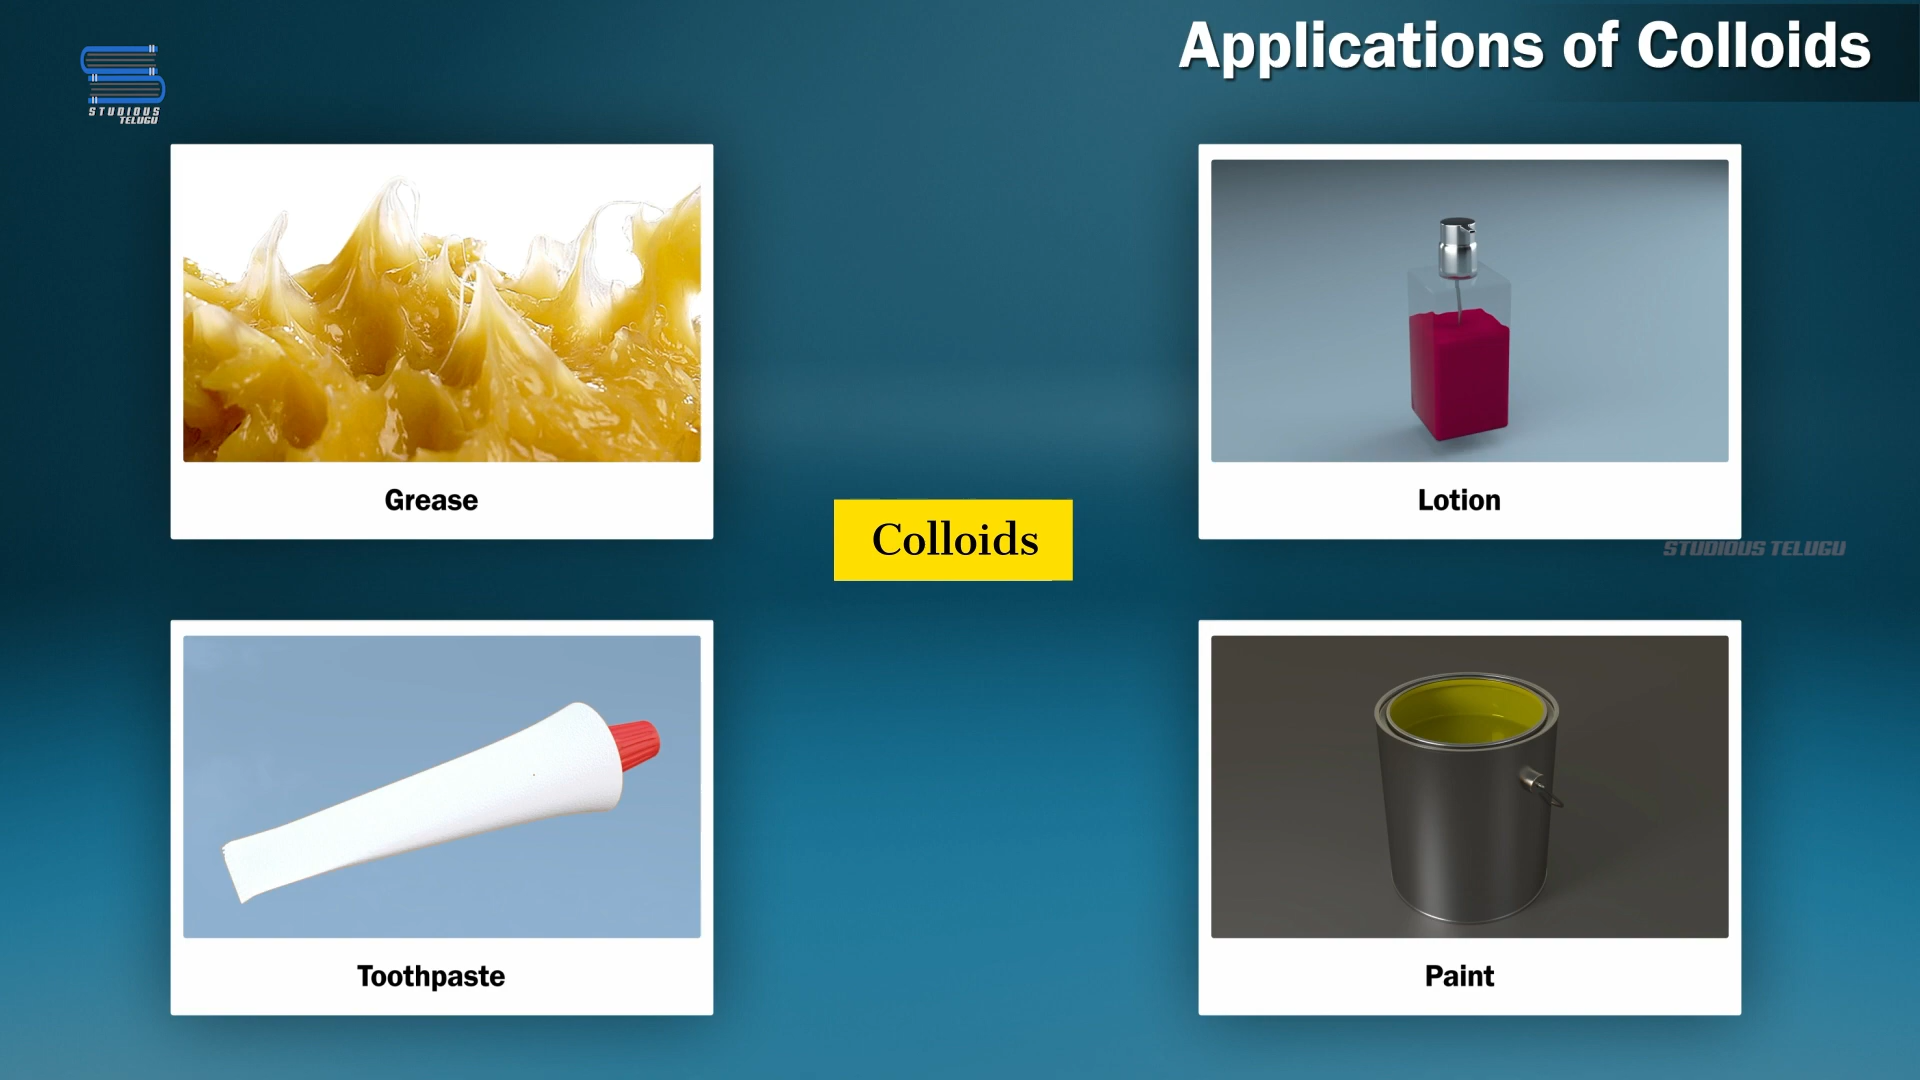 Applications of Colloids
STUDIOUS
TELUGU
Grease
Lotion
Colloids
STUDIOUS TELUGU
Toothpaste
Paint